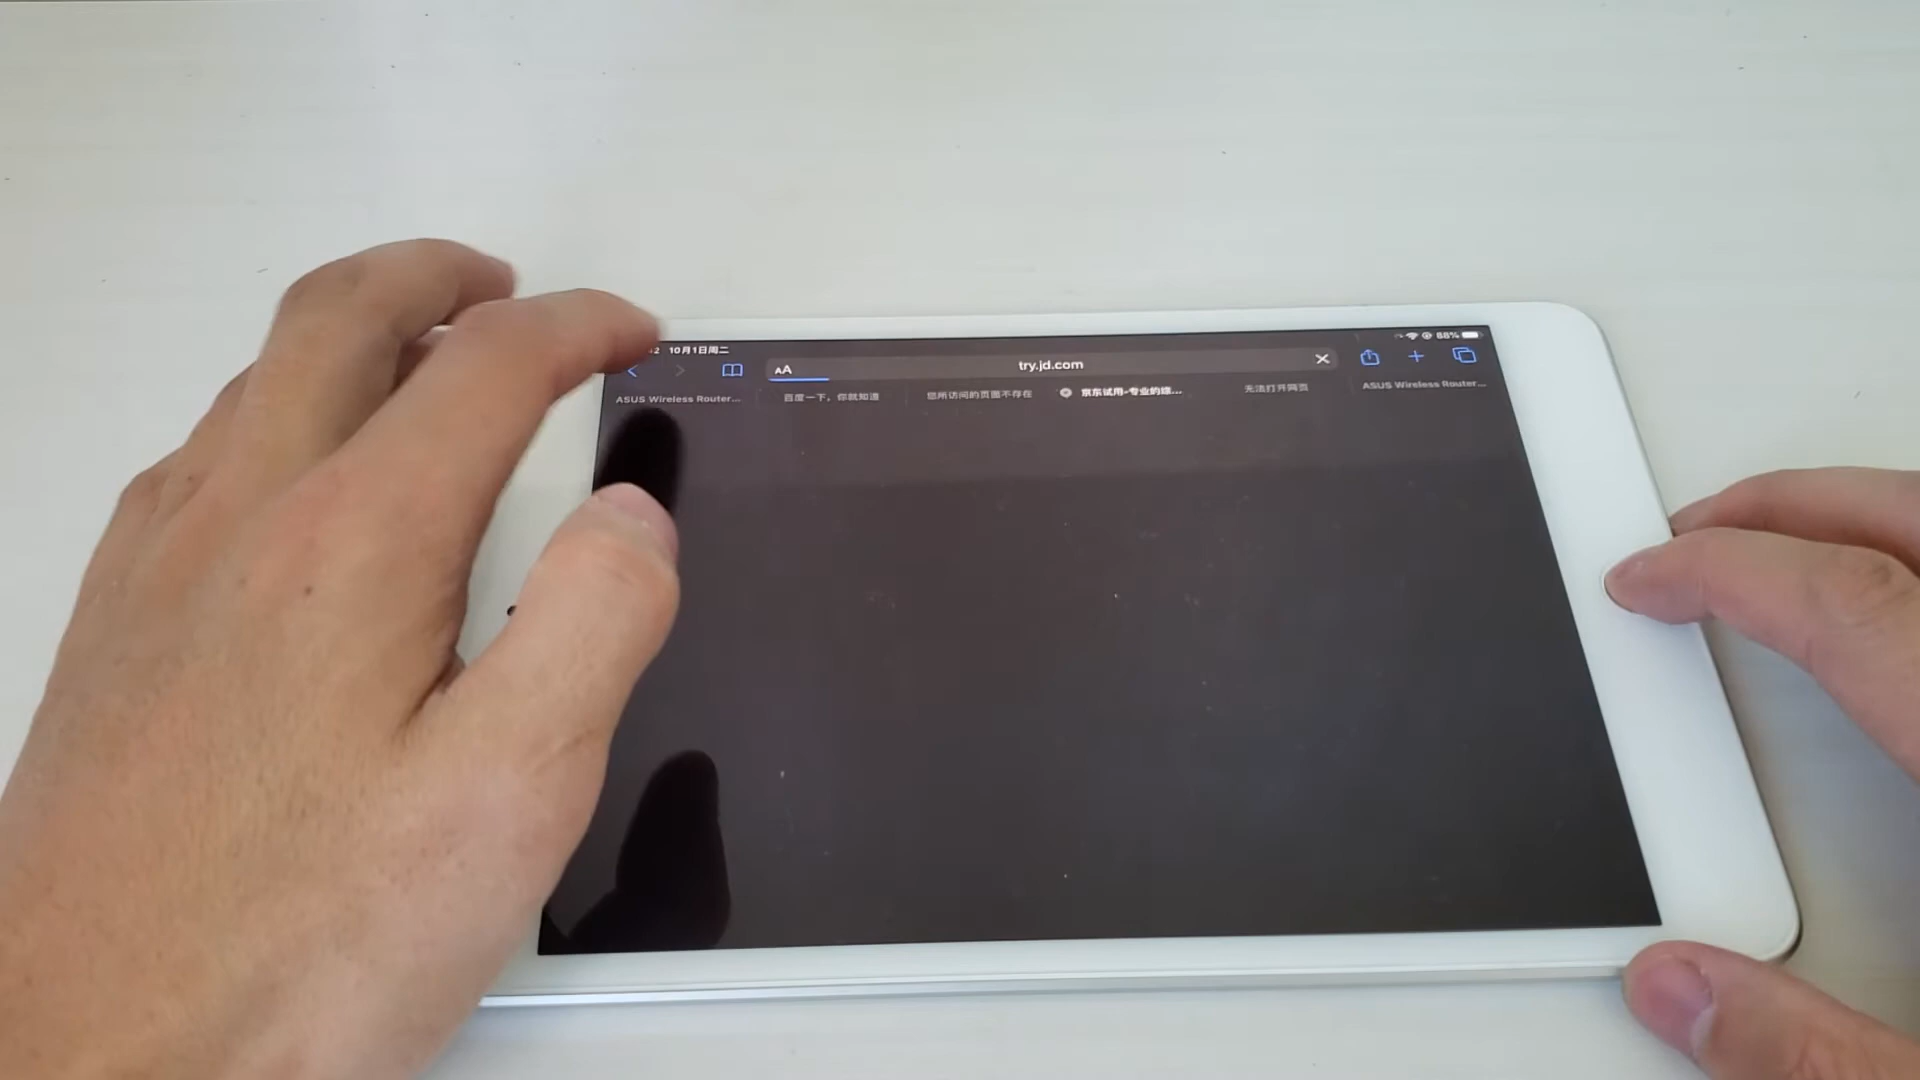 10月1日周二
88%
AA try.jd.com
ASUS Wireless Router...
百度一下，你就知道
您所访问的页面不存在
京东试用-专业的综...
无法打开网页
ASUS Wireless Router...